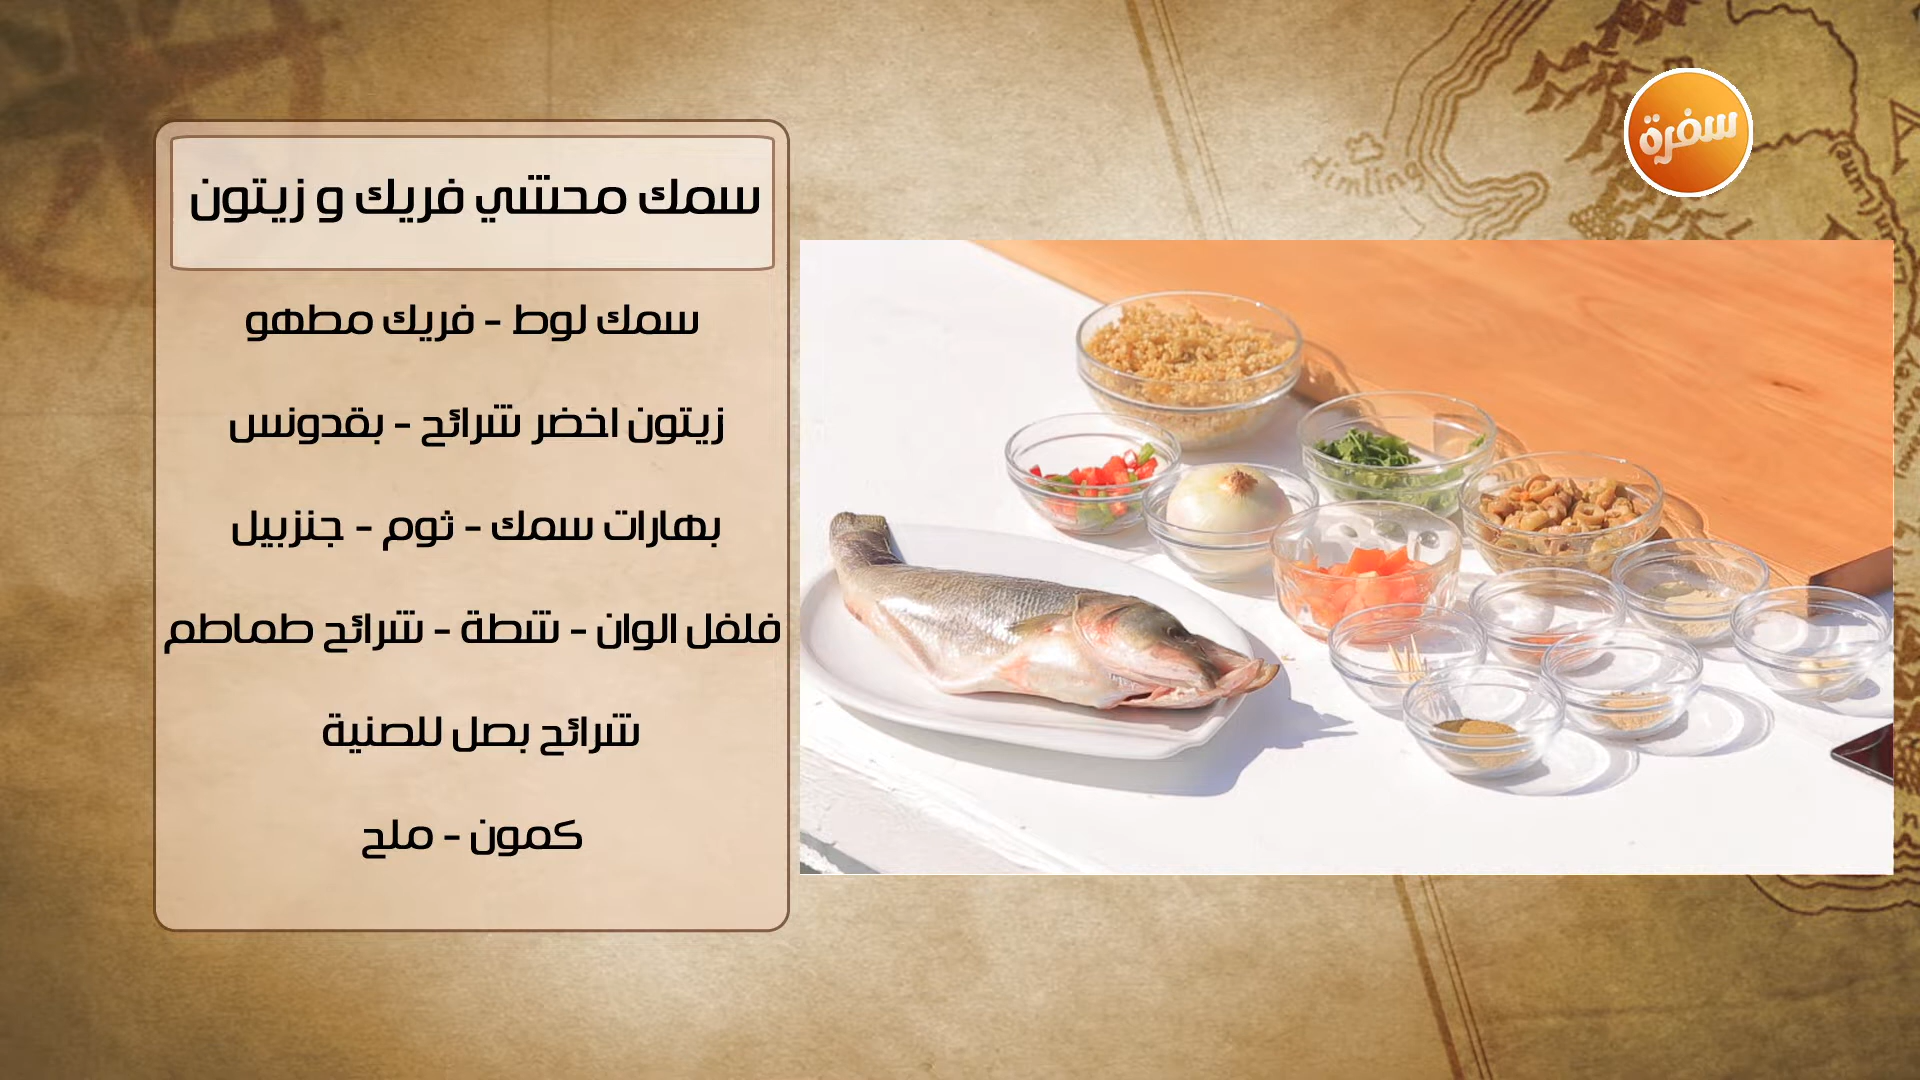 سفرة
سمك محشي فريك و زيتون
سمك لوط - فريك مطهو
زيتون اخضر شرائح - بقدونس
بهارات سمك - ثوم - جنزبيل
فلفل الوان - شطة - شرائح طماطم
شرائح بصل للصنية
كمون - ملح
Himling